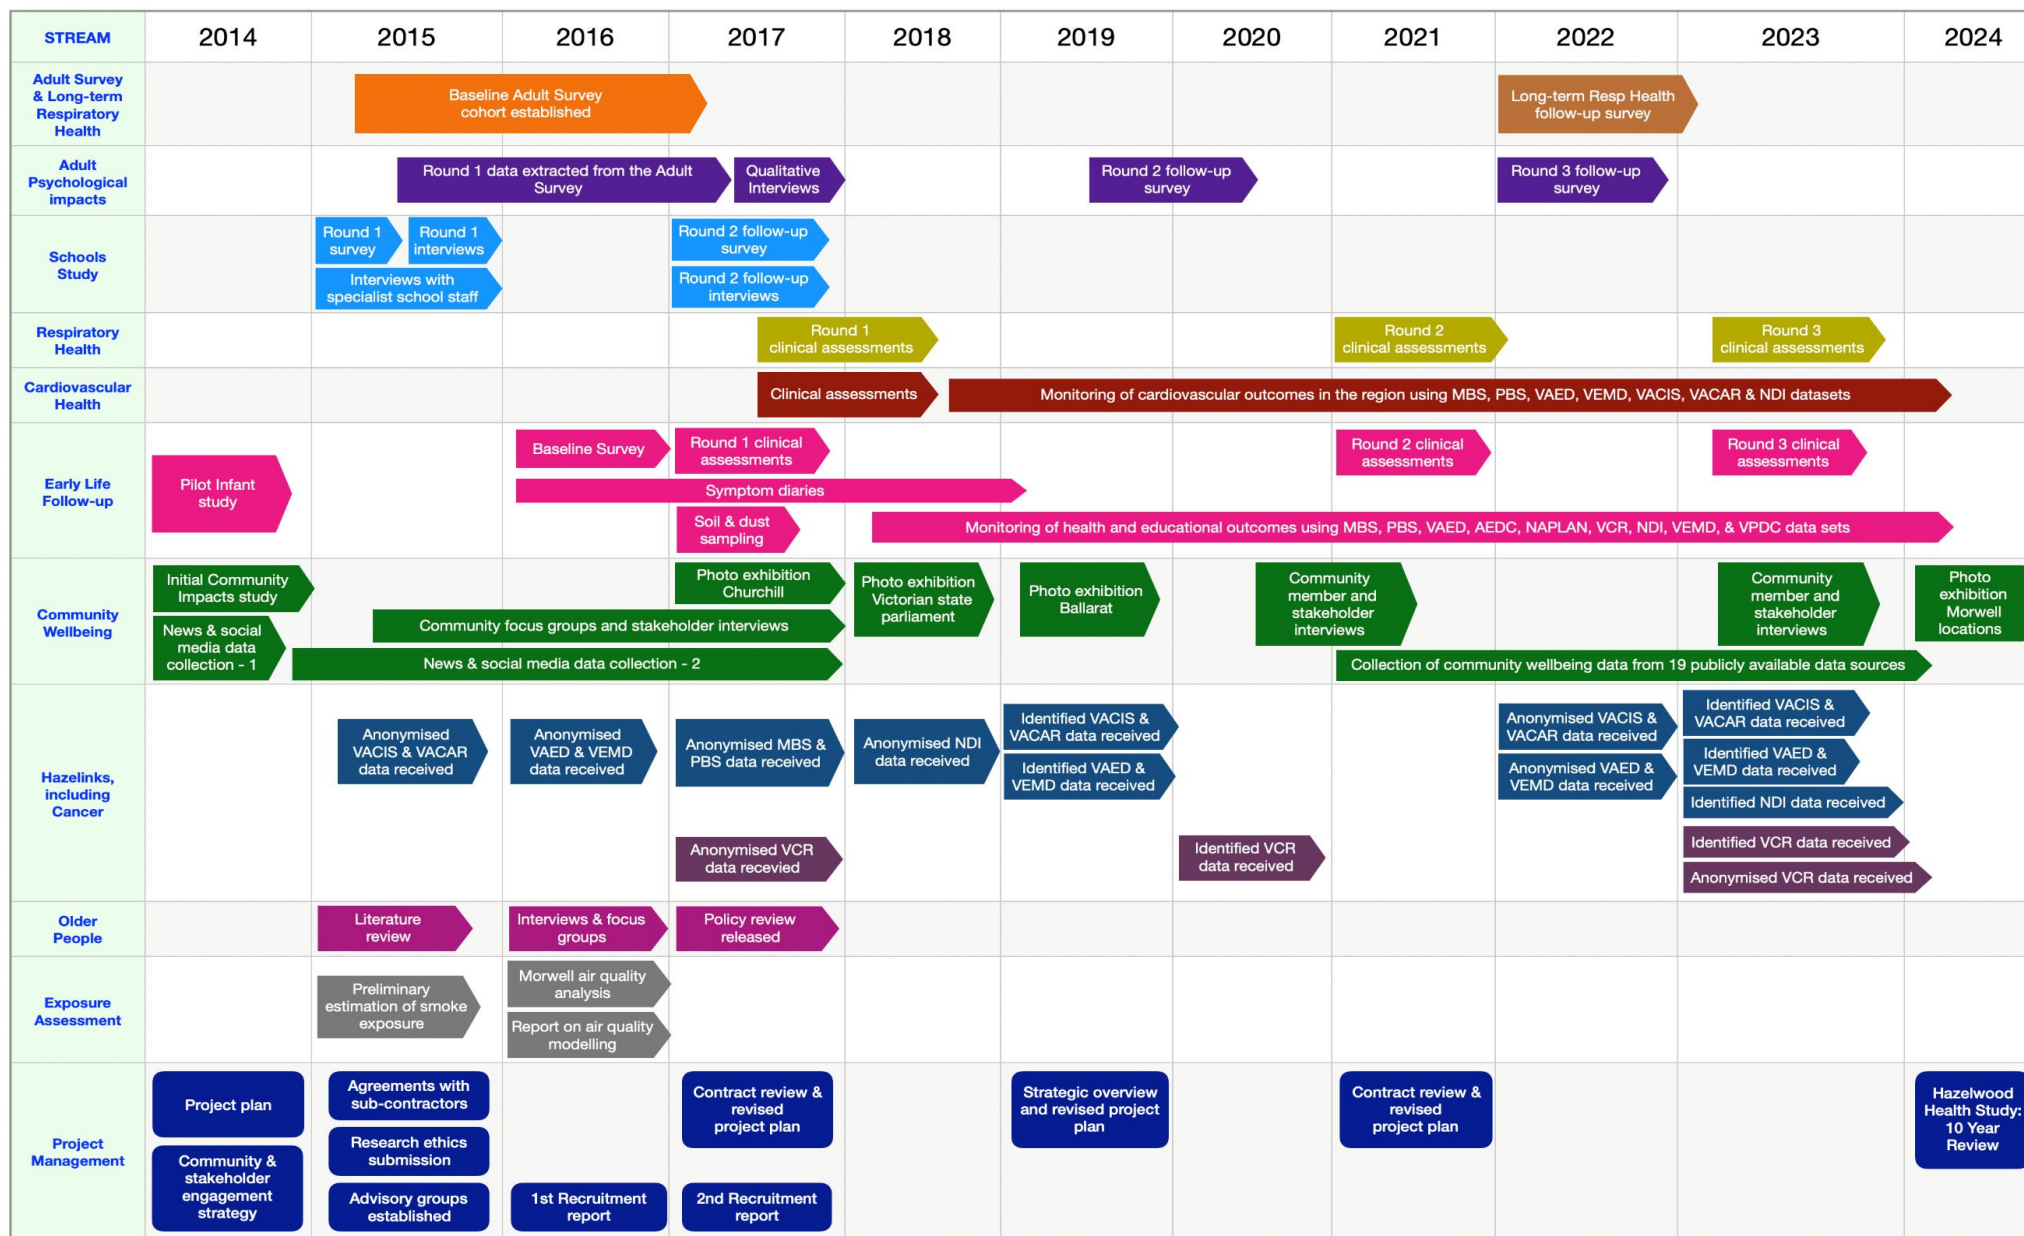 STREAM
2014
2015
2016
2017
2018
2019
2020
2021
2022
2023
2024
Adult Survey
& Long-term
Respiratory
Health
Baseline Adult Survey
cohort established
Long-term Resp Health
follow-up survey
Adult
Psychological
impacts
Round 1 data extracted from the Adult
Survey
Qualitative
Interviews
Round 2 follow-up
survey
Round 3 follow-up
survey
Schools
Study
Round 1
survey
Round 1
interviews
Interviews with
specialist school staff
Round 2 follow-up
survey
Round 2 follow-up
interviews
Respiratory
Health
Round 1
clinical assessments
Round 2
clinical assessments
Round 3
clinical assessments
Cardiovascular
Health
Clinical assessments
Monitoring of cardiovascular outcomes in the region using MBS, PBS, VAED, VEMD, VACIS, VACAR & NDI datasets
Early Life
Follow-up
Pilot Infant
study
Baseline Survey
Round 1 clinical
assessments
Round 2 clinical
assessments
Round 3 clinical
assessments
Symptom diaries
Soil & dust
sampling
Monitoring of health and educational outcomes using MBS, PBS, VAED, AEDC, NAPLAN, VCR, NDI, VEMD, & VPDC data sets
Community
Wellbeing
Initial Community
Impacts study
News & social
media data
collection - 1
Photo exhibition
Churchill
Community focus groups and stakeholder interviews
News & social media data collection - 2
Photo exhibition
Victorian state
parliament
Photo exhibition
Ballarat
Community
member and
stakeholder
interviews
Community
member and
stakeholder
interviews
Photo
exhibition
Morwell
locations
Collection of community wellbeing data from 19 publicly available data sources
Hazelinks,
including
Cancer
Anonymised
VACIS & VACAR
data received
Anonymised
VAED & VEMD
data received
Anonymised MBS &
PBS data received
Anonymised NDI
data received
Identified VACIS &
VACAR data received
Identified VAED &
VEMD data received
Anonymised VACIS &
VACAR data received
Anonymised VAED &
VEMD data received
Identified VACIS &
VACAR data received
Identified VAED &
VEMD data received
Identified NDI data received
Anonymised VCR
data recevied
Identified VCR
data received
Identified VCR data received
Anonymised VCR data received
Older
People
Literature
review
Interviews & focus
groups
Policy review
released
Exposure
Assessment
Preliminary
estimation of smoke
exposure
Morwell air quality
analysis
Report on air quality
modelling
Project
Management
Project plan
Community &
stakeholder
engagement
strategy
Agreements with
sub-contractors
Research ethics
submission
Advisory groups
established
1st Recruitment
report
Contract review &
revised
project plan
2nd Recruitment
report
Strategic overview
and revised project
plan
Contract review &
revised
project plan
Hazelwood
Health Study:
10 Year
Review